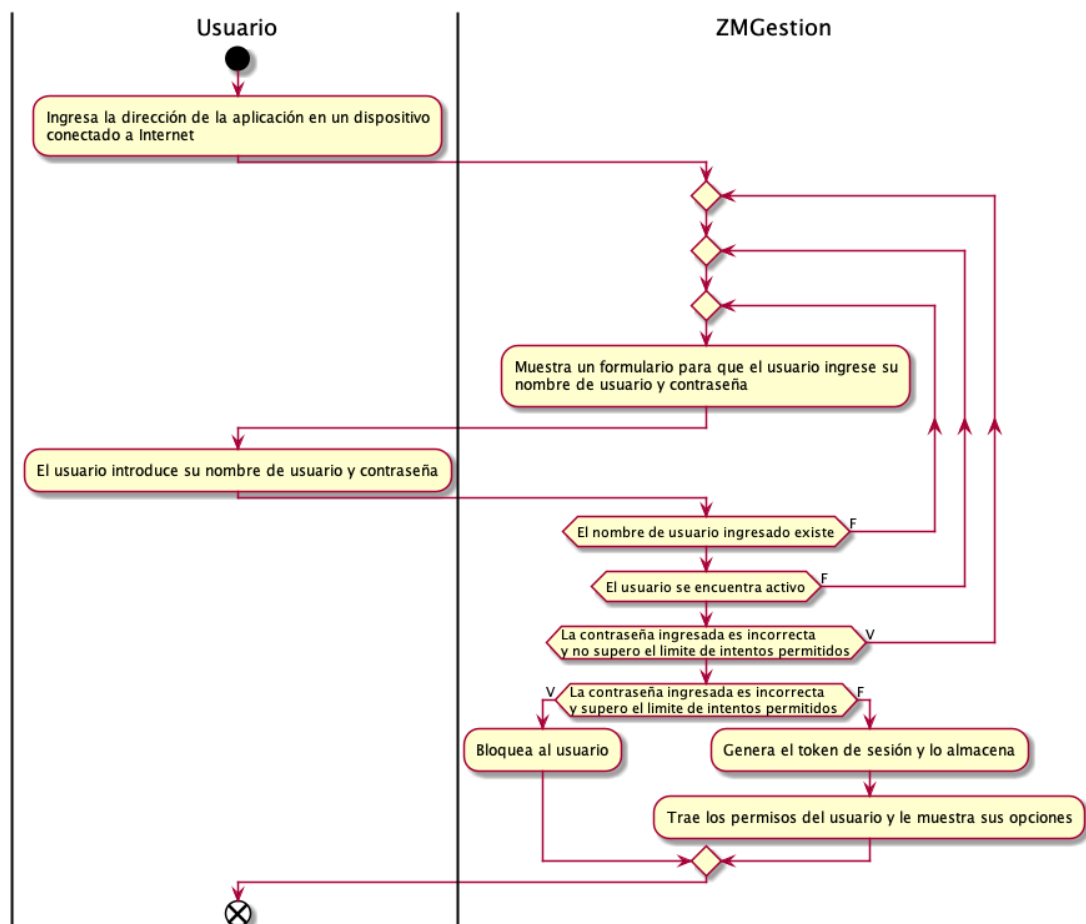 Usuario
ZMGestion
Ingresa la dirección de la aplicación en un dispositivo
conectado a Internet
Muestra un formulario para que el usuario ingrese su
nombre de usuario y contraseña
El usuario introduce su nombre de usuario y contraseña
El nombre de usuario ingresado existe
F
El usuario se encuentra activo
F
La contraseña ingresada es incorrecta
y no supero el limite de intentos permitidos
V
V
La contraseña ingresada es incorrecta
y supero el limite de intentos permitidos
F
Bloquea al usuario
Genera el token de sesión y lo almacena
Trae los permisos del usuario y le muestra sus opciones